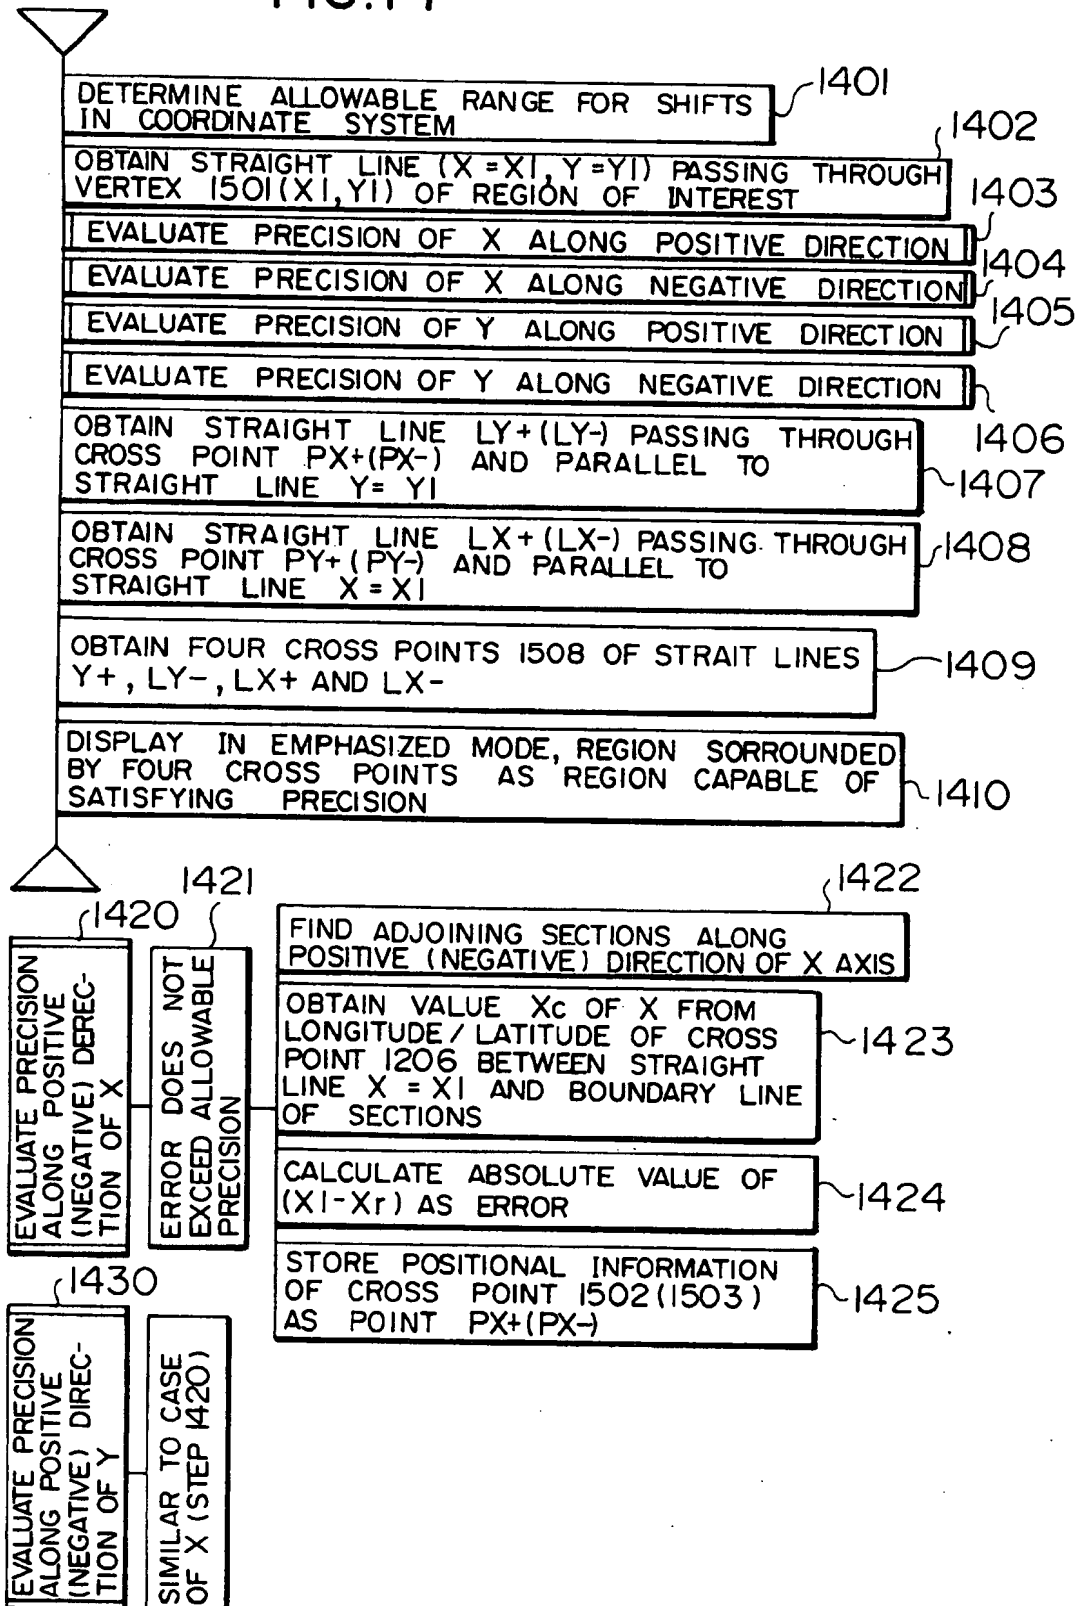 1401
DETERMINE ALLOWABLE RANGE FOR SHIFTS
IN COORDINATE SYSTEM
1402
OBTAIN STRAIGHT LINE (X=X1, Y=Y1) PASSING THROUGH
VERTEX 1501(X1,Y1) OF REGION OF INTEREST
1403
EVALUATE PRECISION OF X ALONG POSITIVE DIRECTION
1404
EVALUATE PRECISION OF X ALONG NEGATIVE DIRECTION
1405
EVALUATE PRECISION OF Y ALONG POSITIVE DIRECTION
EVALUATE PRECISION OF Y ALONG NEGATIVE DIRECTION
1406
OBTAIN STRAIGHT LINE LY+(LY-) PASSING THROUGH
CROSS POINT PX+(PX-) AND PARALLEL TO
STRAIGHT LINE Y= Y1
1407
OBTAIN STRAIGHT LINE LX+(LX-) PASSING THROUGH
CROSS POINT PY+(PY-) AND PARALLEL TO
STRAIGHT LINE X=X1
1408
OBTAIN FOUR CROSS POINTS 1508 OF STRAIT LINES
Y+, LY-, LX+ AND LX-
1409
DISPLAY IN EMPHASIZED MODE, REGION SORROUNDED
BY FOUR CROSS POINTS AS REGION CAPABLE OF
SATISFYING PRECISION
1410
1420
EVALUATE PRECISION
ALONG POSITIVE
(NEGATIVE) DEREC-
TION OF X
1421
ERROR DOES NOT
EXCEED ALLOWABLE
PRECISION
1422
FIND ADJOINING SECTIONS ALONG
POSITIVE (NEGATIVE) DIRECTION OF X AXIS
OBTAIN VALUE Xc OF X FROM
LONGITUDE/LATITUDE OF CROSS
POINT 1206 BETWEEN STRAIGHT
LINE X = X1 AND BOUNDARY LINE
OF SECTIONS
1423
CALCULATE ABSOLUTE VALUE OF
(X1-Xr) AS ERROR
1424
STORE POSITIONAL INFORMATION
OF CROSS POINT 1502(1503)
AS POINT PX+(PX-)
1425
1430
EVALUATE PRECISION
ALONG POSITIVE
(NEGATIVE) DIREC-
TION OF Y
SIMILAR TO CASE
OF X (STEP 1420)